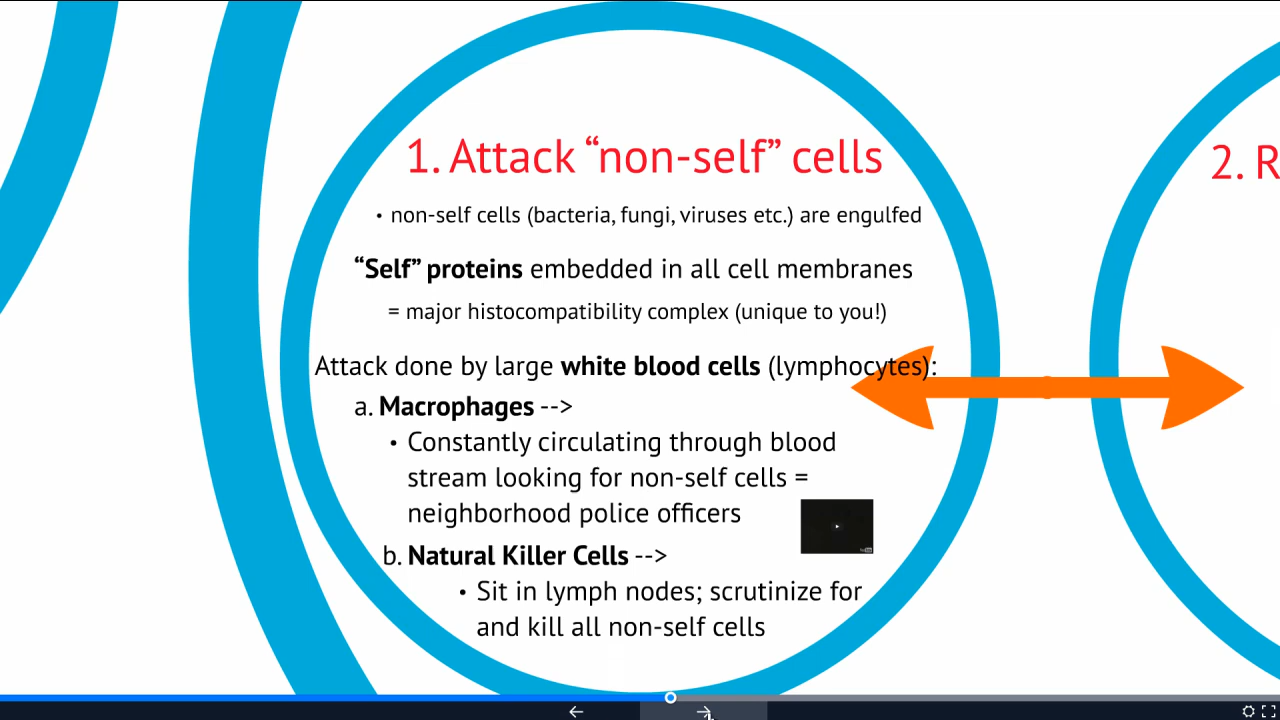 1. Attack “non-self” cells
2. R
• non-self cells (bacteria, fungi, viruses etc.) are engulfed
“Self” proteins embedded in all cell membranes
= major histocompatibility complex (unique to you!)
Attack done by large white blood cells (lymphocytes):
a. Macrophages -->
• Constantly circulating through blood
stream looking for non-self cells =
neighborhood police officers
b. Natural Killer Cells -->
• Sit in lymph nodes; scrutinize for
and kill all non-self cells